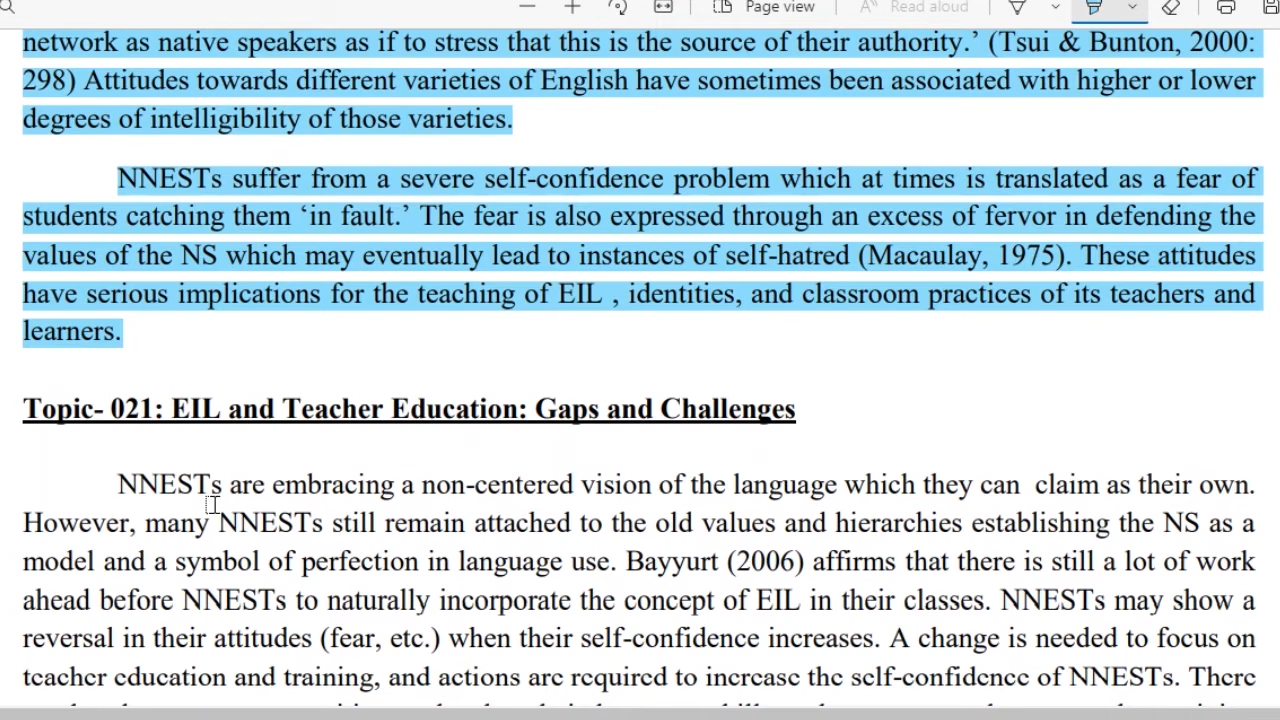 Page view
Read aloud
network as native speakers as if to stress that this is the source of their authority.’ (Tsui & Bunton, 2000:
298) Attitudes towards different varieties of English have sometimes been associated with higher or lower
degrees of intelligibility of those varieties.
NNESTs suffer from a severe self-confidence problem which at times is translated as a fear of
students catching them ‘in fault.’ The fear is also expressed through an excess of fervor in defending the
values of the NS which may eventually lead to instances of self-hatred (Macaulay, 1975). These attitudes
have serious implications for the teaching of EIL , identities, and classroom practices of its teachers and
learners.
Topic- 021: EIL and Teacher Education: Gaps and Challenges
NNESTs are embracing a non-centered vision of the language which they can claim as their own.
However, many NNESTs still remain attached to the old values and hierarchies establishing the NS as a
model and a symbol of perfection in language use. Bayyurt (2006) affirms that there is still a lot of work
ahead before NNESTs to naturally incorporate the concept of EIL in their classes. NNESTs may show a
reversal in their attitudes (fear, etc.) when their self-confidence increases. A change is needed to focus on
teacher education and training, and actions are required to increase the self-confidence of NNESTs. There